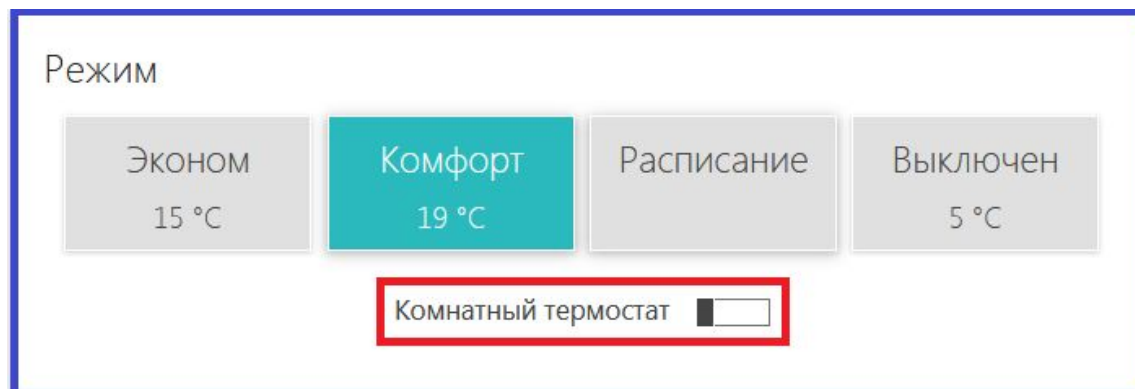 Режим
Эконом
15 °C
Комфорт
19 °C
Расписание
Выключен
5 °C
Комнатный термостат